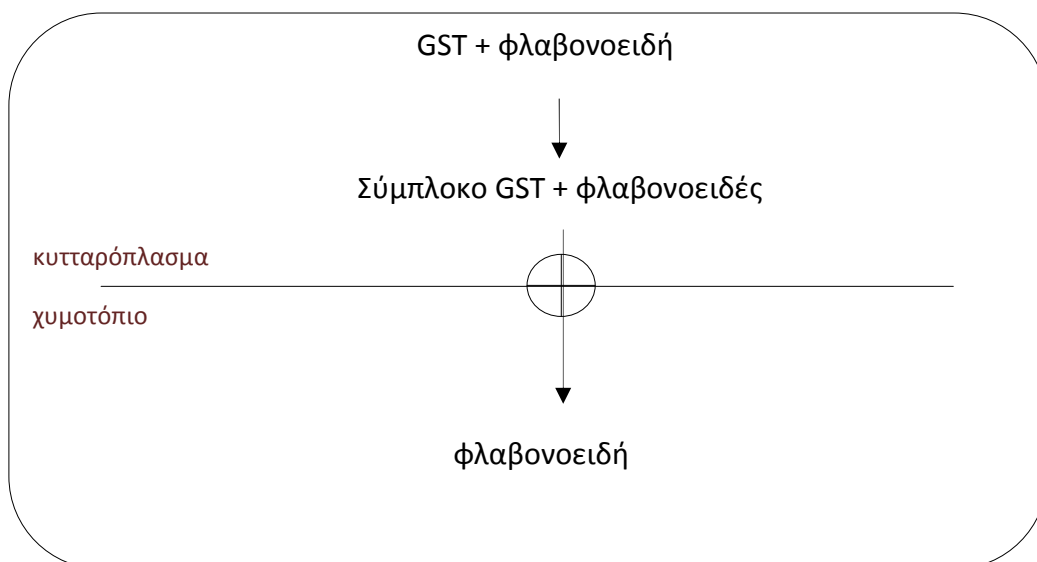 GST + φλαβονοειδή
Σύμπλοκο GST + φλαβονοειδές
κυτταρόπλασμα
χυμοτόπιο
φλαβονοειδή